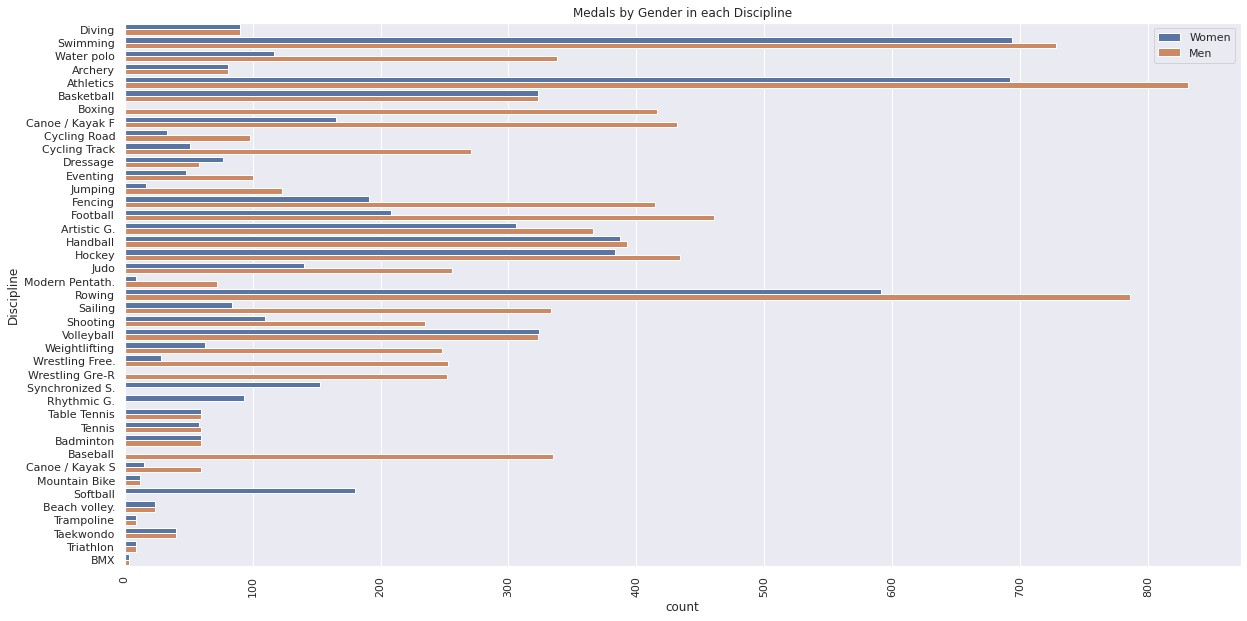 Medals by Gender in each Discipline
Women
Men
Discipline
Diving
Swimming
Water polo
Archery
Athletics
Basketball
Boxing
Canoe / Kayak F
Cycling Road
Cycling Track
Dressage
Eventing
Jumping
Fencing
Football
Artistic G.
Handball
Hockey
Judo
Modern Pentath.
Rowing
Sailing
Shooting
Volleyball
Weightlifting
Wrestling Free.
Wrestling Gre-R
Synchronized S.
Rhythmic G.
Table Tennis
Tennis
Badminton
Baseball
Canoe / Kayak S
Mountain Bike
Softball
Beach volley.
Trampoline
Taekwondo
Triathlon
BMX
0 100 200 300 400 500 600 700 800
count